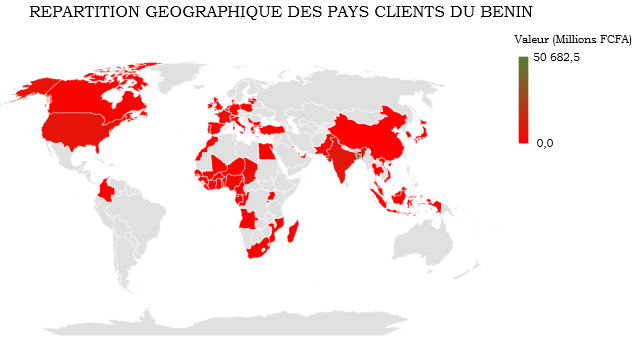 REPARTITION GEOGRAPHIQUE DES PAYS CLIENTS DU BENIN
Valeur (Millions FCFA)
50 682,5
0,0